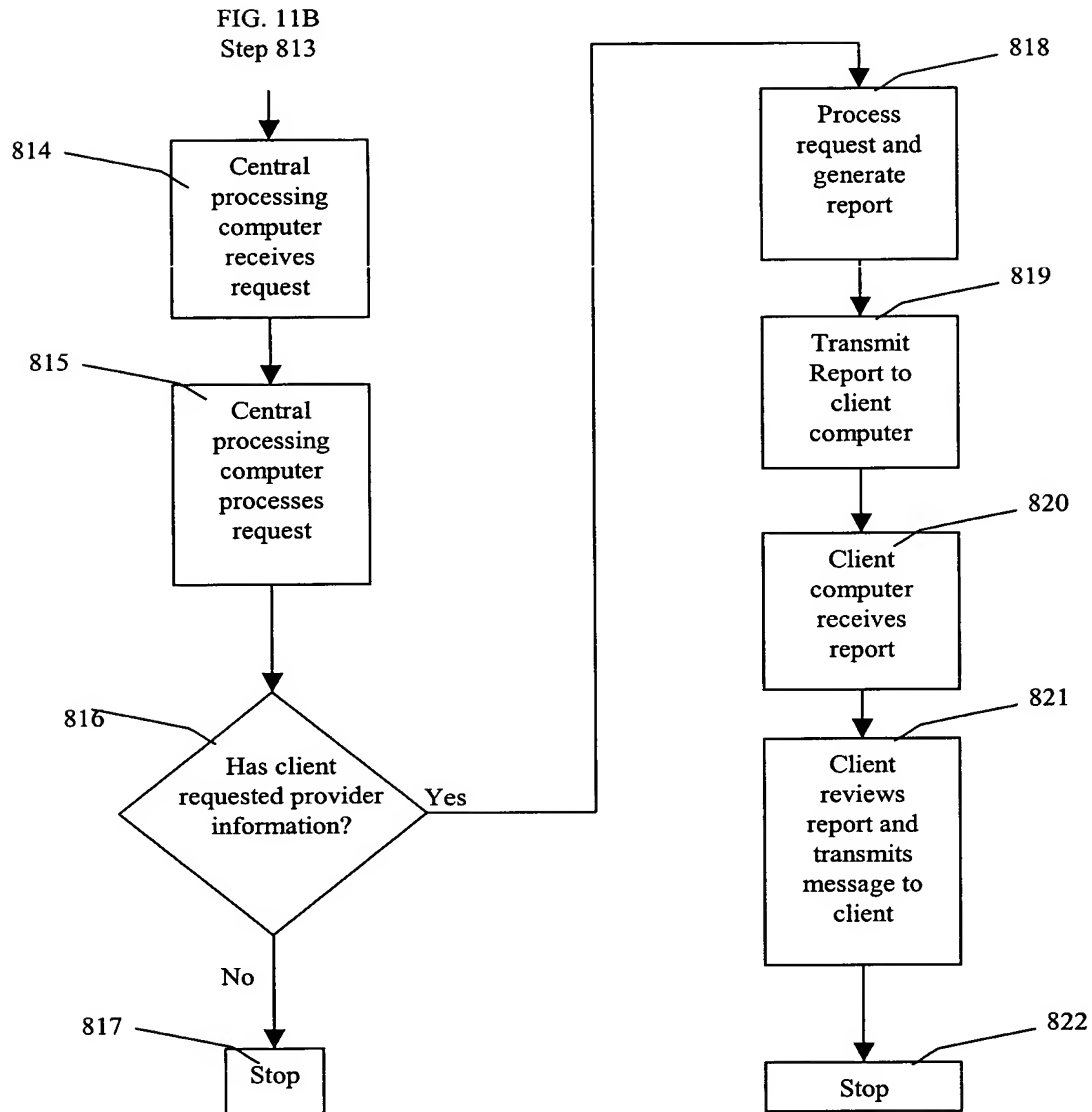 FIG. 11B
Step 813
814
Central
processing
computer
receives
request
815
Central
processing
computer
processes
request
816
Has client
requested provider
information?
Yes
No
817
Stop
818
Process
request and
generate
report
819
Transmit
Report to
client
computer
820
Client
computer
receives
report
821
Client
reviews
report and
transmits
message to
client
822
Stop